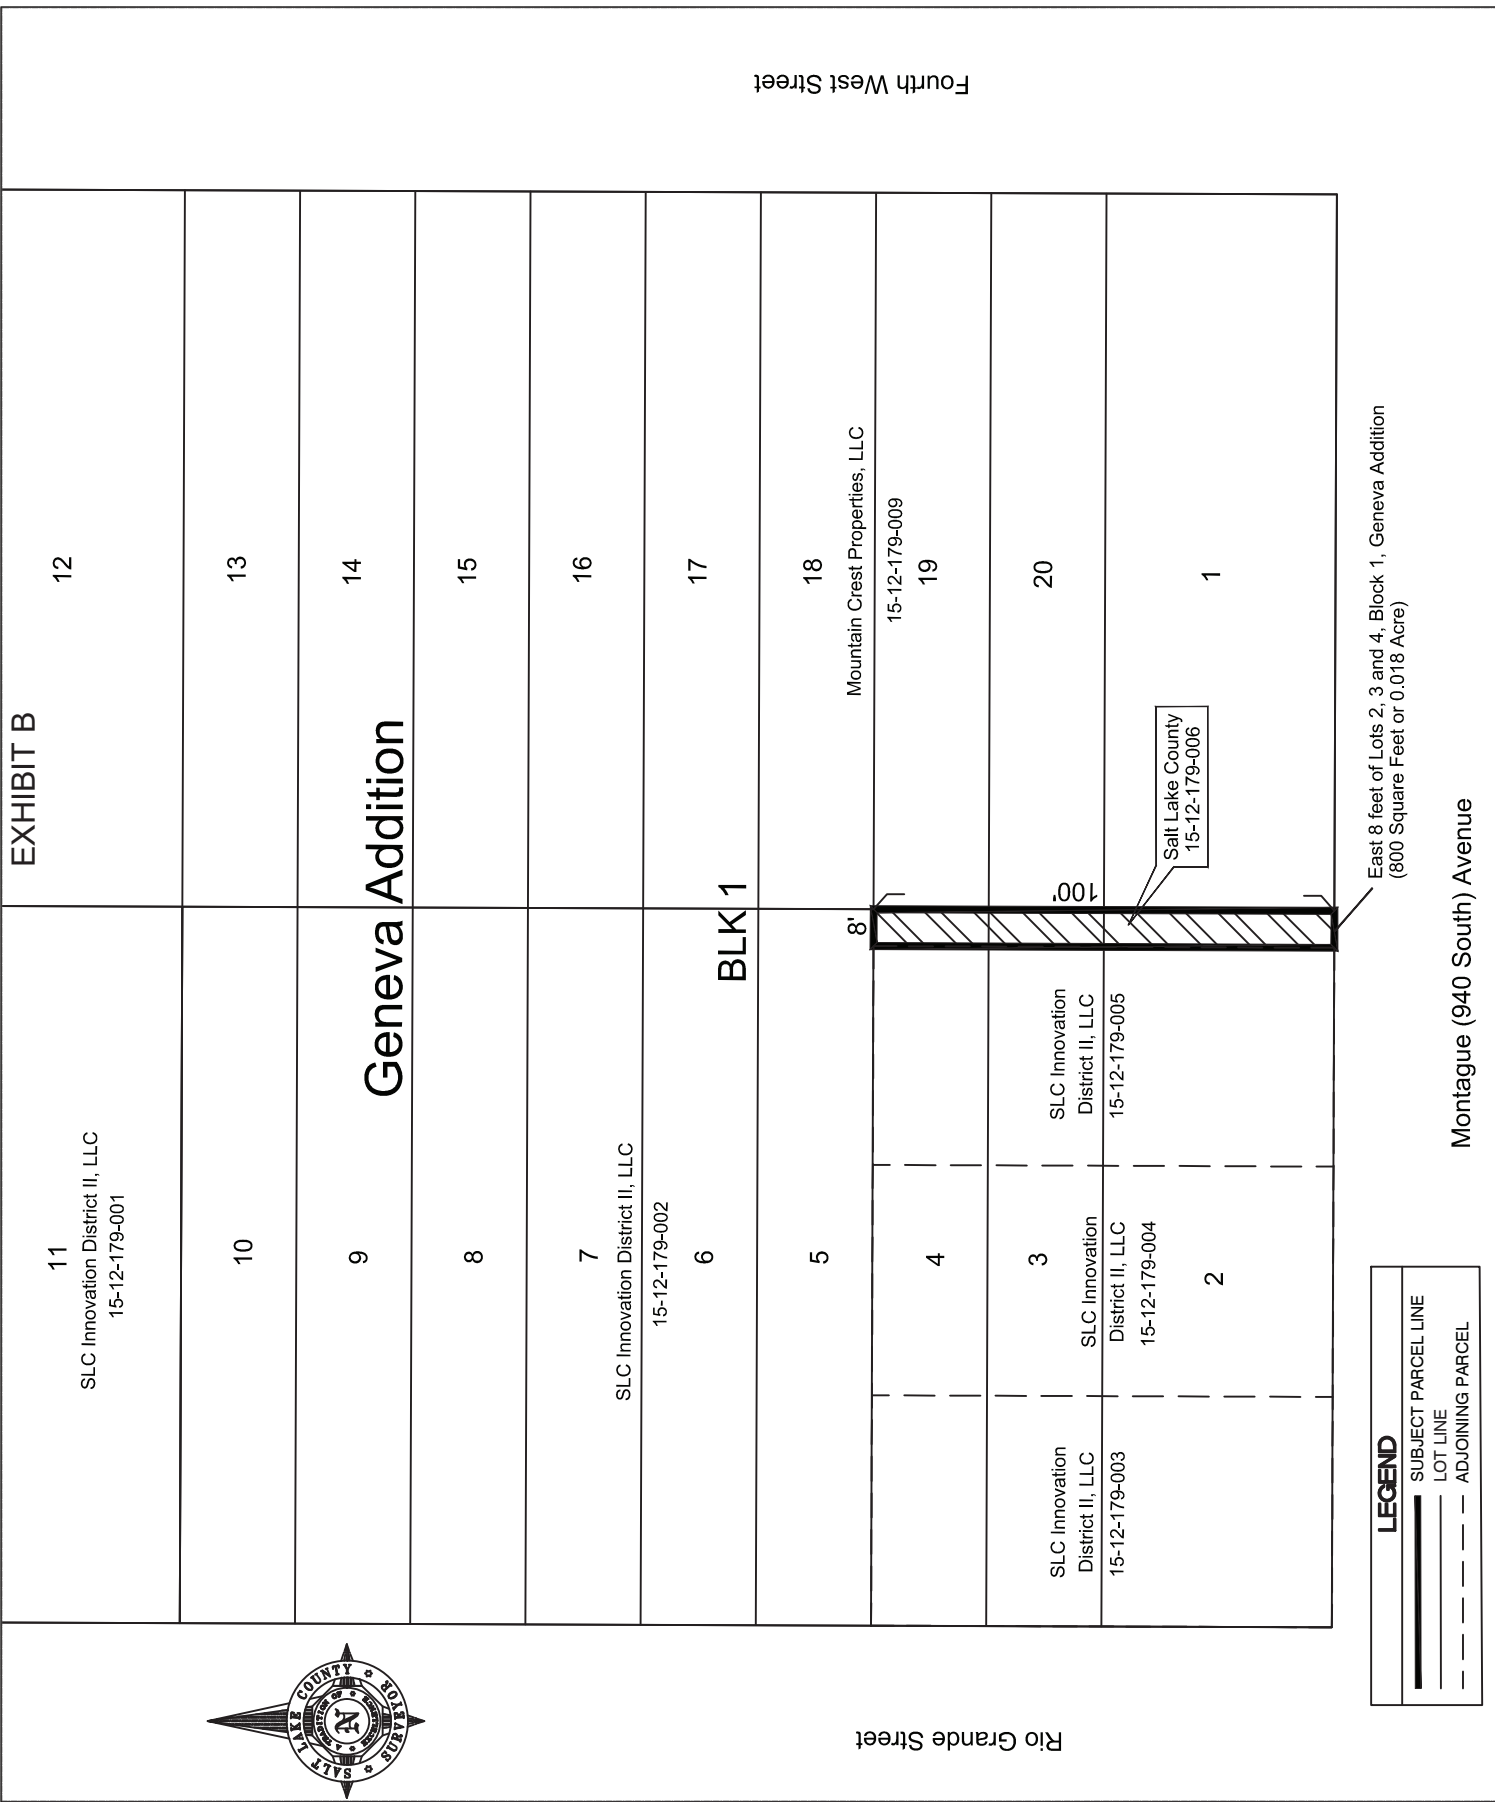 EXHIBIT B
Fourth West Street
Geneva Addition
BLK 1
11
SLC Innovation District II, LLC
15-12-179-001
10
9
8
7
SLC Innovation District II, LLC
15-12-179-002
6
5
4
3
2
12
13
14
15
16
17
18
Mountain Crest Properties, LLC
15-12-179-009
19
20
1
8'
100'
Salt Lake County
15-12-179-006
SLC Innovation
District II, LLC
15-12-179-005
SLC Innovation
District II, LLC
15-12-179-004
SLC Innovation
District II, LLC
15-12-179-003
East 8 feet of Lots 2, 3 and 4, Block 1, Geneva Addition
(800 Square Feet or 0.018 Acre)
Montague (940 South) Avenue
Rio Grande Street
SALT LAKE COUNTY
SURVEYOR
A TRADITION OF
N
LEGEND
SUBJECT PARCEL LINE
LOT LINE
ADJOINING PARCEL